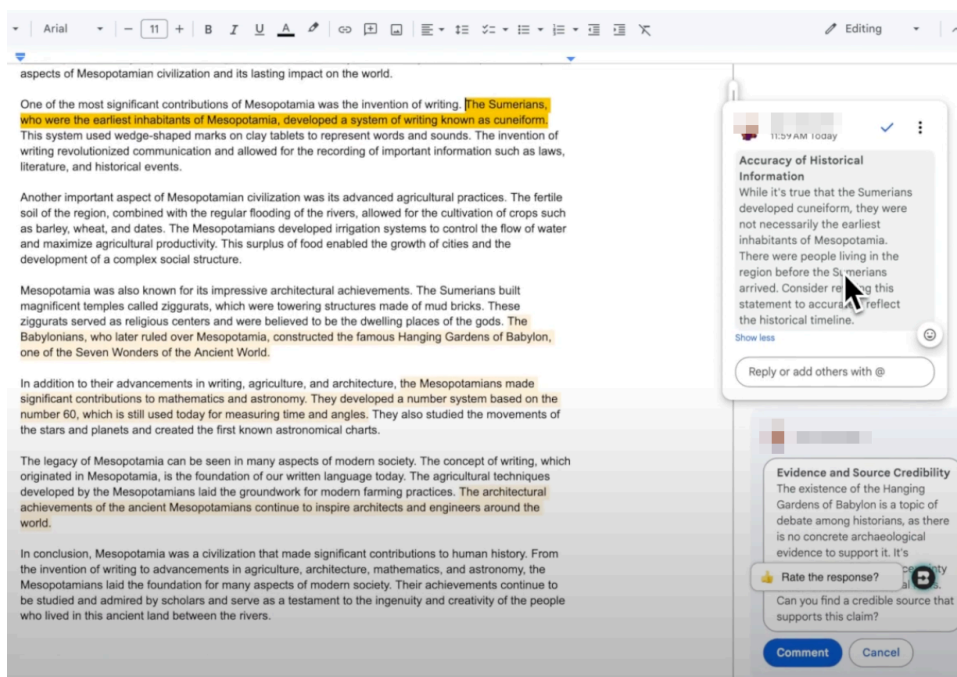 Arial
11
B I U A
Editing
aspects of Mesopotamian civilization and its lasting impact on the world.
One of the most significant contributions of Mesopotamia was the invention of writing. The Sumerians,
who were the earliest inhabitants of Mesopotamia, developed a system of writing known as cuneiform.
This system used wedge-shaped marks on clay tablets to represent words and sounds. The invention of
writing revolutionized communication and allowed for the recording of important information such as laws,
literature, and historical events.
Another important aspect of Mesopotamian civilization was its advanced agricultural practices. The fertile
soil of the region, combined with the regular flooding of the rivers, allowed for the cultivation of crops such
as barley, wheat, and dates. The Mesopotamians developed irrigation systems to control the flow of water
and maximize agricultural productivity. This surplus of food enabled the growth of cities and the
development of a complex social structure.
Mesopotamia was also known for its impressive architectural achievements. The Sumerians built
magnificent temples called ziggurats, which were towering structures made of mud bricks. These
ziggurats served as religious centers and were believed to be the dwelling places of the gods. The
Babylonians, who later ruled over Mesopotamia, constructed the famous Hanging Gardens of Babylon,
one of the Seven Wonders of the Ancient World.
In addition to their advancements in writing, agriculture, and architecture, the Mesopotamians made
significant contributions to mathematics and astronomy. They developed a number system based on the
number 60, which is still used today for measuring time and angles. They also studied the movements of
the stars and planets and created the first known astronomical charts.
The legacy of Mesopotamia can be seen in many aspects of modern society. The concept of writing, which
originated in Mesopotamia, is the foundation of our written language today. The agricultural techniques
developed by the Mesopotamians laid the groundwork for modern farming practices. The architectural
achievements of the ancient Mesopotamians continue to inspire architects and engineers around the
world.
In conclusion, Mesopotamia was a civilization that made significant contributions to human history. From
the invention of writing to advancements in agriculture, architecture, mathematics, and astronomy, the
Mesopotamians laid the foundation for many aspects of modern society. Their achievements continue to
be studied and admired by scholars and serve as a testament to the ingenuity and creativity of the people
who lived in this ancient land between the rivers.
11:59 AM Today
Accuracy of Historical
Information
While it's true that the Sumerians
developed cuneiform, they were
not necessarily the earliest
inhabitants of Mesopotamia.
There were people living in the
region before the Sumerians
arrived. Consider this
statement to reflect
the historical timeline.
Show less
Reply or add others with @
Evidence and Source Credibility
The existence of the Hanging
Gardens of Babylon is a topic of
debate among historians, as there
is no concrete archaeological
evidence to support it. It's
👍 Rate the response?
Can you find a credible source that
supports this claim?
Comment
Cancel